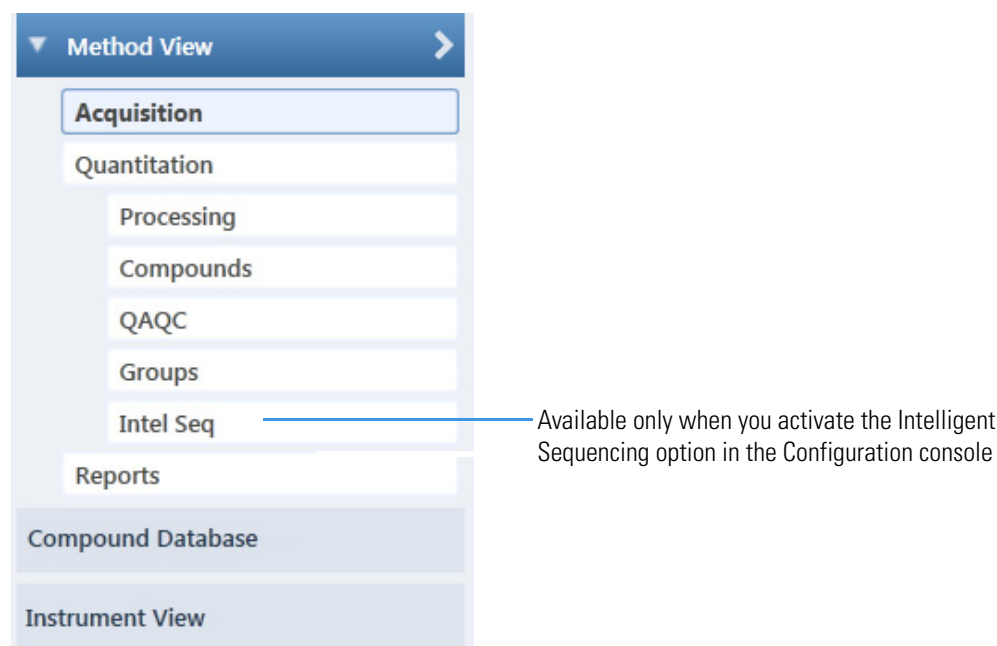 Method View
Acquisition
Quantitation
Processing
Compounds
QAQC
Groups
Intel Seq
Available only when you activate the Intelligent
Sequencing option in the Configuration console
Reports
Compound Database
Instrument View